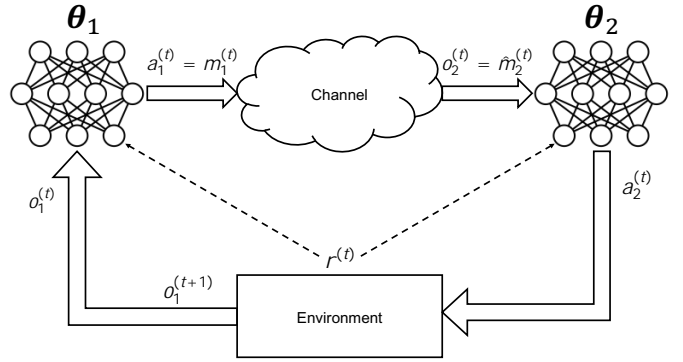 θ₁ θ₂
a₁⁽ᵗ⁾ = m₁⁽ᵗ⁾ Channel o₂⁽ᵗ⁾ = m̂₂⁽ᵗ⁾
o₁⁽ᵗ⁾ a₂⁽ᵗ⁾
r⁽ᵗ⁾
o₁⁽ᵗ⁺¹⁾
Environment